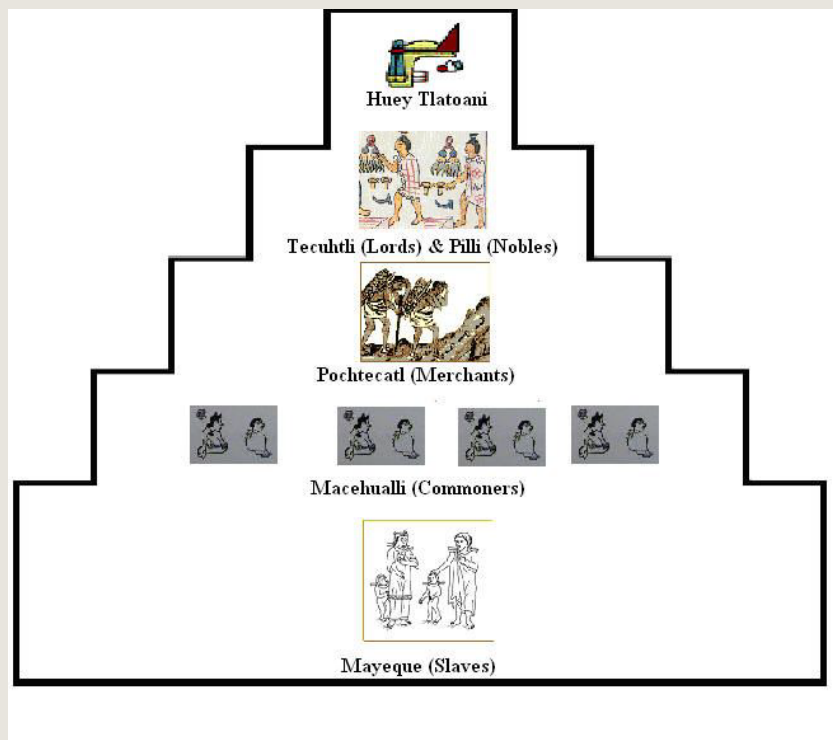 Huey Tlatoani
Tecuhtli (Lords) & Pilli (Nobles)
Pochtecatl (Merchants)
Macehualli (Commoners)
Mayeque (Slaves)